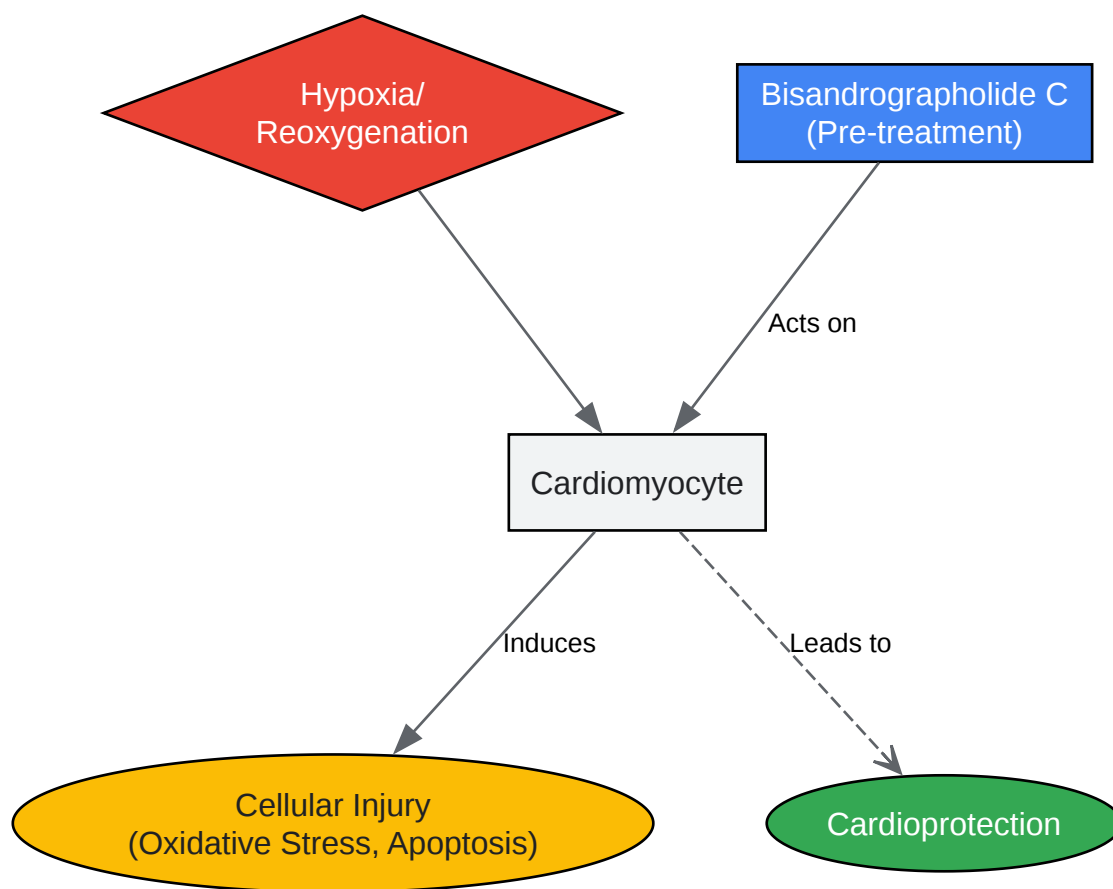 Hypoxia/
Reoxygenation
Bisandrographolide C
(Pre-treatment)
Acts on
Cardiomyocyte
Induces
Leads to
Cellular Injury
(Oxidative Stress, Apoptosis)
Cardioprotection